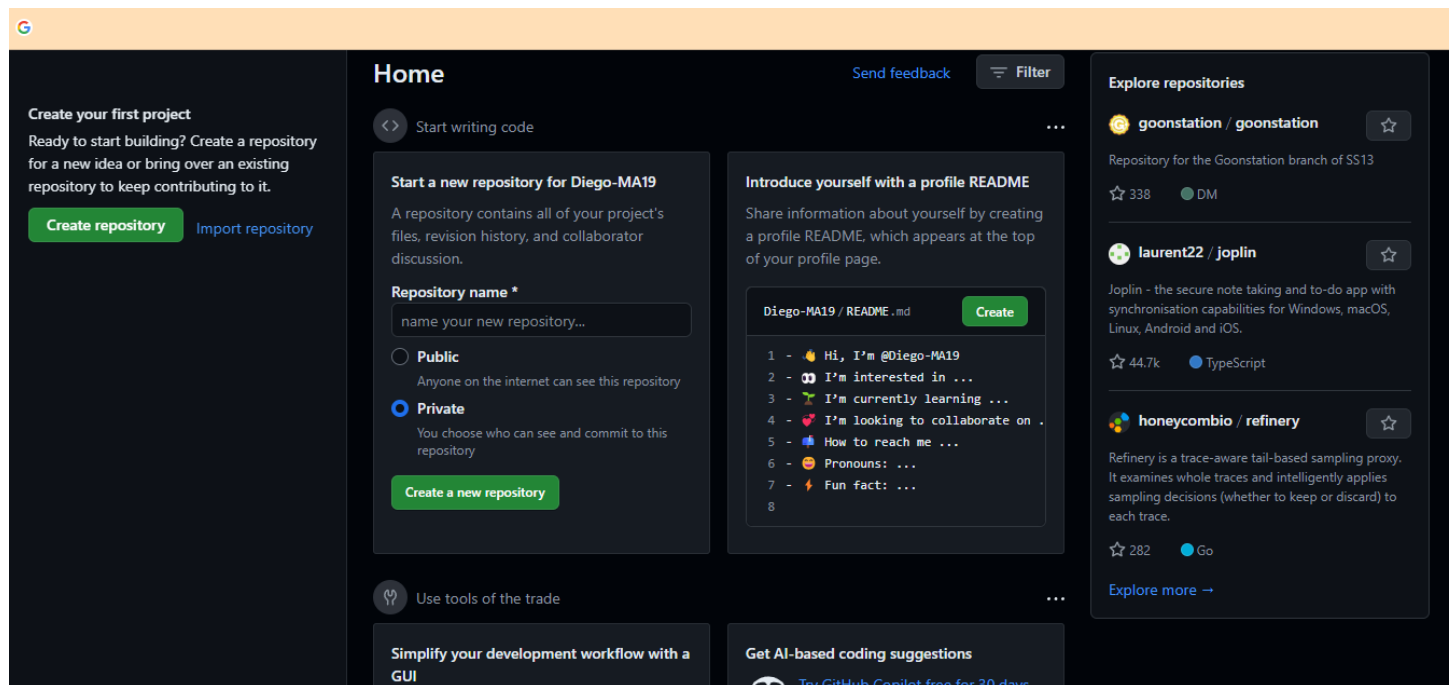 Create your first project
Ready to start building? Create a repository
for a new idea or bring over an existing
repository to keep contributing to it.
Create repository
Import repository
Home
Send feedback
Filter
Start writing code
Start a new repository for Diego-MA19
A repository contains all of your project's
files, revision history, and collaborator
discussion.
Repository name *
name your new repository...
Public
Anyone on the internet can see this repository
Private
You choose who can see and commit to this
repository
Create a new repository
Introduce yourself with a profile README
Share information about yourself by creating
a profile README, which appears at the top
of your profile page.
Diego-MA19 / README.md
Create
1 - 👋 Hi, I’m @Diego-MA19
2 - 👀 I’m interested in ...
3 - 🌱 I’m currently learning ...
4 - 💞️ I’m looking to collaborate on .
5 - 📫 How to reach me ...
6 - 😄 Pronouns: ...
7 - ⚡ Fun fact: ...
8
Use tools of the trade
Simplify your development workflow with a
GUI
Get AI-based coding suggestions
Try GitHub Copilot free for 30 days
Explore repositories
goonstation / goonstation
Repository for the Goonstation branch of SS13
338
DM
laurent22 / joplin
Joplin - the secure note taking and to-do app with
synchronisation capabilities for Windows, macOS,
Linux, Android and iOS.
44.7k
TypeScript
honeycombio / refinery
Refinery is a trace-aware tail-based sampling proxy.
It examines whole traces and intelligently applies
sampling decisions (whether to keep or discard) to
each trace.
282
Go
Explore more →